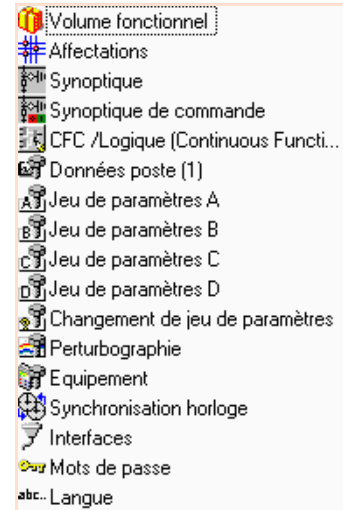 Volume fonctionnel
Affectations
Synoptique
Synoptique de commande
CFC /Logique (Continuous Functi...
Données poste (1)
A Jeu de paramètres A
B Jeu de paramètres B
C Jeu de paramètres C
D Jeu de paramètres D
Changement de jeu de paramètres
Perturbographie
Equipement
Synchronisation horloge
Interfaces
Mots de passe
abc.. Langue